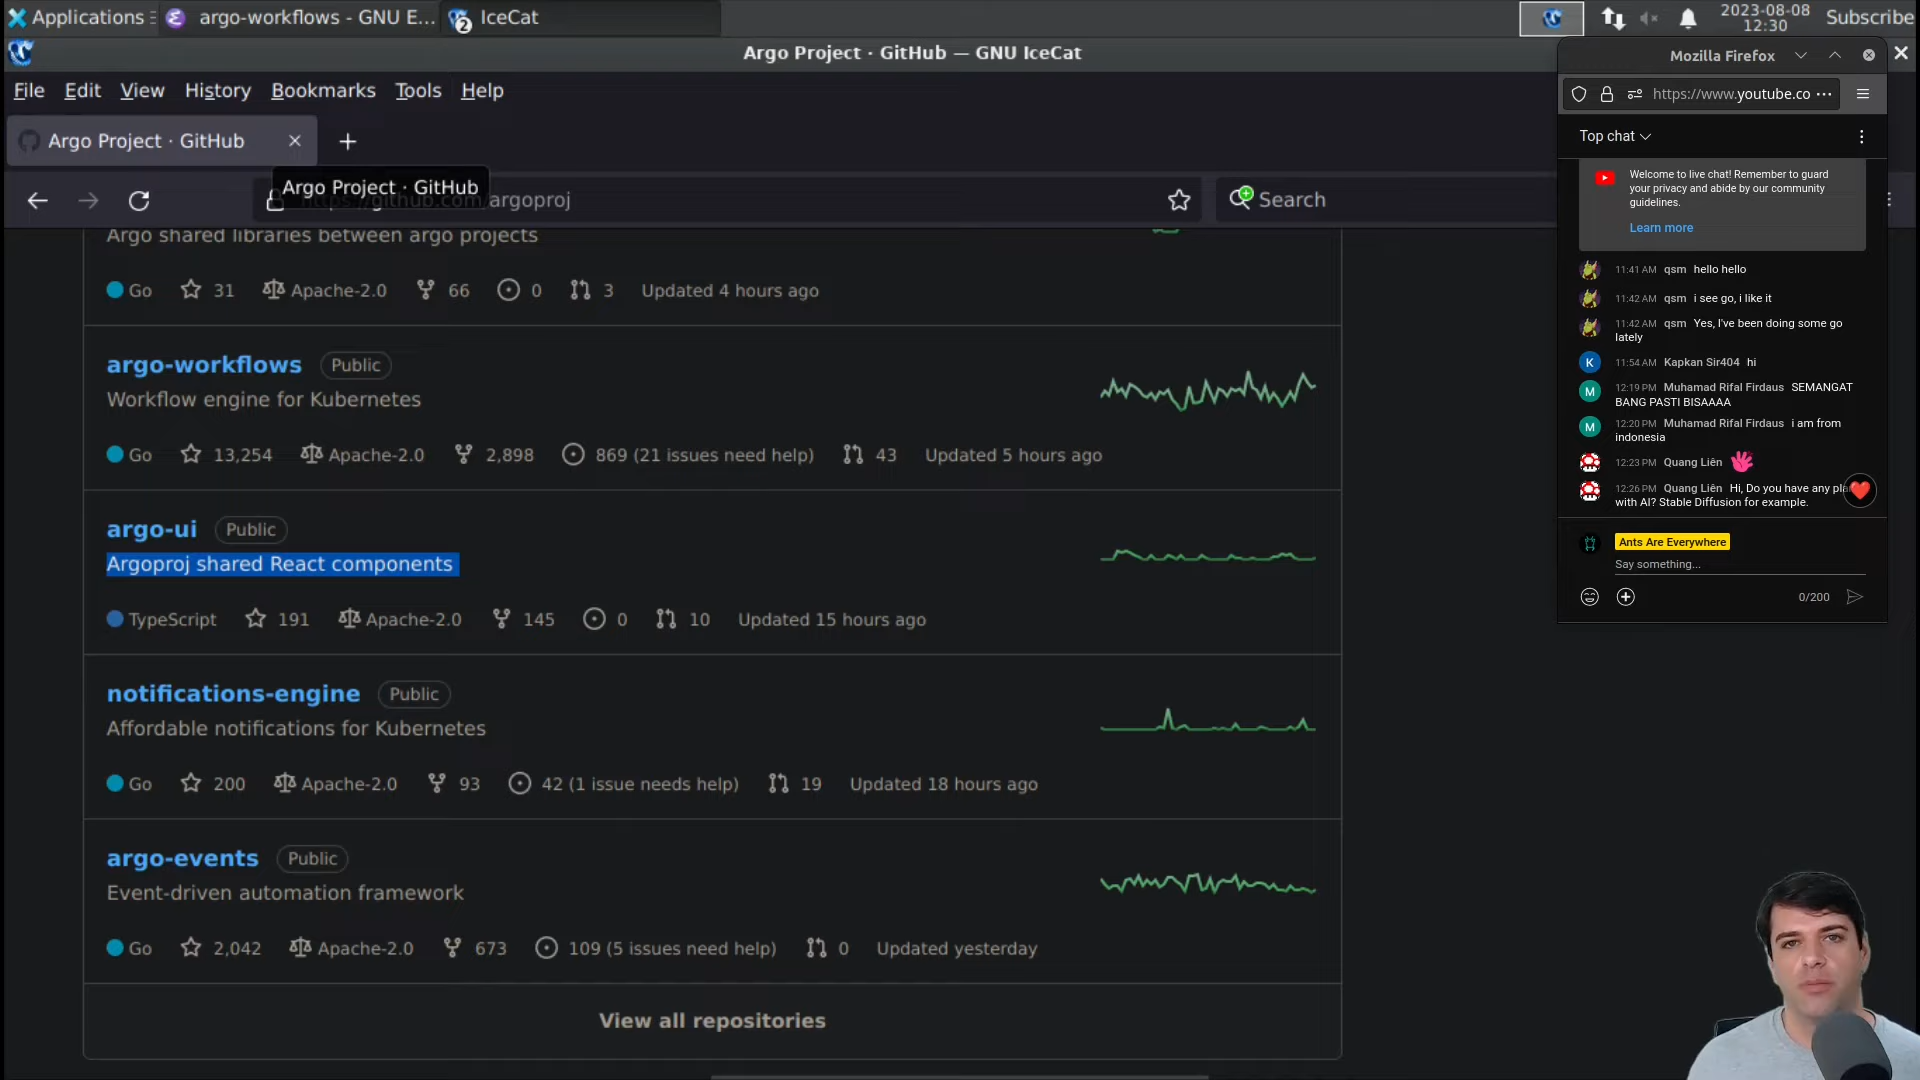 Applications
argo-workflows - GNU E...
IceCat
2
2023-08-08
12:30
Subscribe
Argo Project · GitHub — GNU IceCat
File Edit View History Bookmarks Tools Help
Argo Project · GitHub
Argo Project · GitHub
https://github.com/argoproj
Search
Argo shared libraries between argo projects
Go 31 Apache-2.0 66 0 3 Updated 4 hours ago
argo-workflows Public
Workflow engine for Kubernetes
Go 13,254 Apache-2.0 2,898 869 (21 issues need help) 43 Updated 5 hours ago
argo-ui Public
Argoproj shared React components
TypeScript 191 Apache-2.0 145 0 10 Updated 15 hours ago
notifications-engine Public
Affordable notifications for Kubernetes
Go 200 Apache-2.0 93 42 (1 issue needs help) 19 Updated 18 hours ago
argo-events Public
Event-driven automation framework
Go 2,042 Apache-2.0 673 109 (5 issues need help) 0 Updated yesterday
View all repositories
Mozilla Firefox
https://www.youtube.co
Top chat
Welcome to live chat! Remember to guard
your privacy and abide by our community
guidelines.
Learn more
11:41 AM qsm hello hello
11:42 AM qsm i see go, i like it
11:42 AM qsm Yes, I've been doing some go
lately
K 11:54 AM Kapkan Sir404 hi
M 12:19 PM Muhamad Rifal Firdaus SEMANGAT
BANG PASTI BISAAAA
M 12:20 PM Muhamad Rifal Firdaus i am from
indonesia
12:23 PM Quang Liên
12:26 PM Quang Liên Hi, Do you have any pla
with AI? Stable Diffusion for example.
Ants Are Everywhere
Say something...
0/200